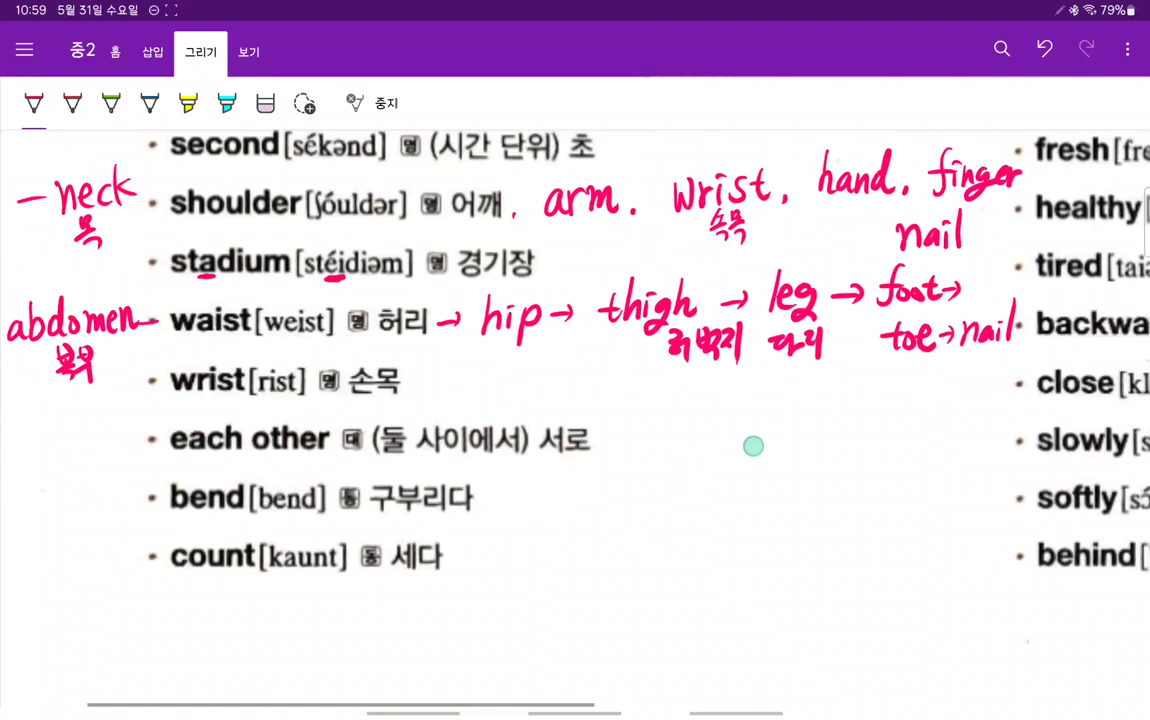 10:59 5월 31일 수요일 79%
중2 홈 삽입 그리기 보기
중지
· second[sékənd] 명 (시간 단위) 초
- neck
목
· shoulder[ʃóuldər] 명 어깨, arm. wrist, hand. finger
손목
nail
· stadium[stéidiəm] 명 경기장
abdomen
복부
· waist[weist] 명 허리 → hip → thigh → leg → foot →
허벅지 다리 toe → nail
· wrist[rist] 명 손목
· each other 대 (둘 사이에서) 서로
· bend[bend] 동 구부리다
· count[kaunt] 동 세다
· fresh[fre
· healthy[
· tired[tai
· backwa
· close[kl
· slowly[s
· softly[sɔ́
· behind[